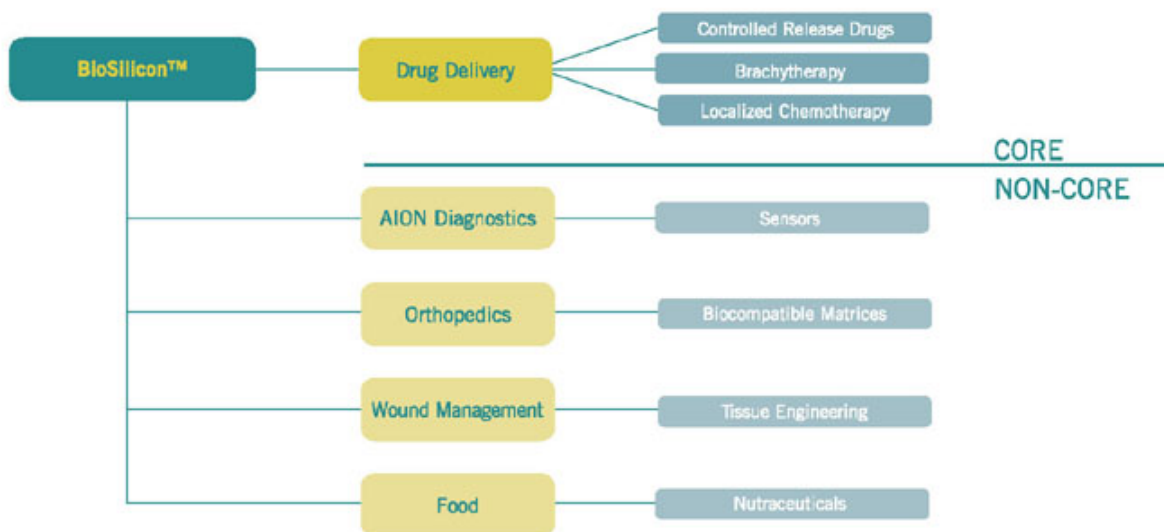 BioSilicon™
Drug Delivery
Controlled Release Drugs
Brachytherapy
Localized Chemotherapy
CORE
NON-CORE
AION Diagnostics
Sensors
Orthopedics
Biocompatible Matrices
Wound Management
Tissue Engineering
Food
Nutraceuticals